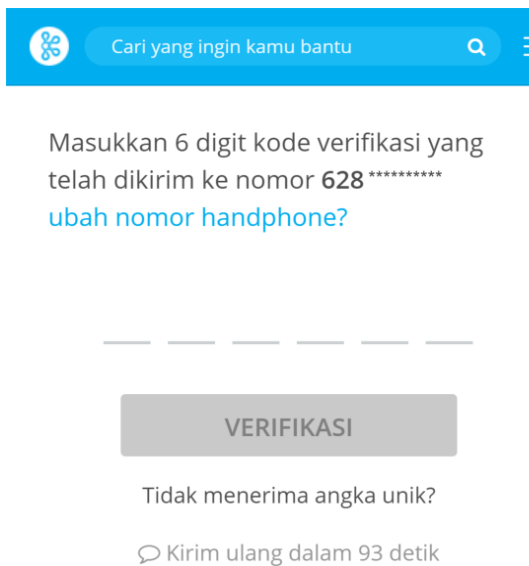 Cari yang ingin kamu bantu
Masukkan 6 digit kode verifikasi yang
telah dikirim ke nomor 628**********
ubah nomor handphone?
VERIFIKASI
Tidak menerima angka unik?
Kirim ulang dalam 93 detik